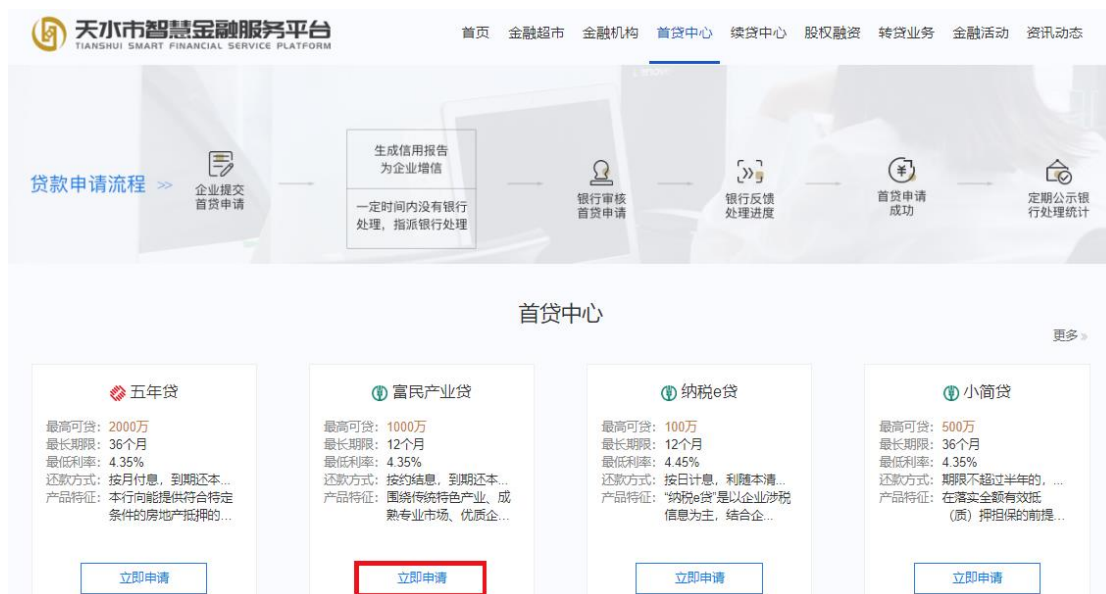 天水市智慧金融服务平台
TIANSHUI SMART FINANCIAL SERVICE PLATFORM
首页 金融超市 金融机构 首贷中心 续贷中心 股权融资 转贷业务 金融活动 资讯动态
贷款申请流程 >>
企业提交
首贷申请
生成信用报告
为企业增信
一定时间内没有银行
处理，指派银行处理
银行审核
首贷申请
银行反馈
处理进度
首贷申请
成功
定期公示银
行处理统计
首贷中心
更多 »
五年贷
最高可贷：2000万
最长期限：36个月
最低利率：4.35%
还款方式：按月付息，到期还本...
产品特征：本行向能提供符合特定
条件的房地产抵押的...
立即申请
富民产业贷
最高可贷：1000万
最长期限：12个月
最低利率：4.35%
还款方式：按约结息，到期还本...
产品特征：围绕传统特色产业、成
熟专业市场、优质企...
立即申请
纳税e贷
最高可贷：100万
最长期限：12个月
最低利率：4.45%
还款方式：按日计息，利随本清...
产品特征：“纳税e贷”是以企业涉税
信息为主，结合企...
立即申请
小简贷
最高可贷：500万
最长期限：36个月
最低利率：4.35%
还款方式：期限不超过半年的，...
产品特征：在落实全额有效抵
（质）押担保的前提...
立即申请